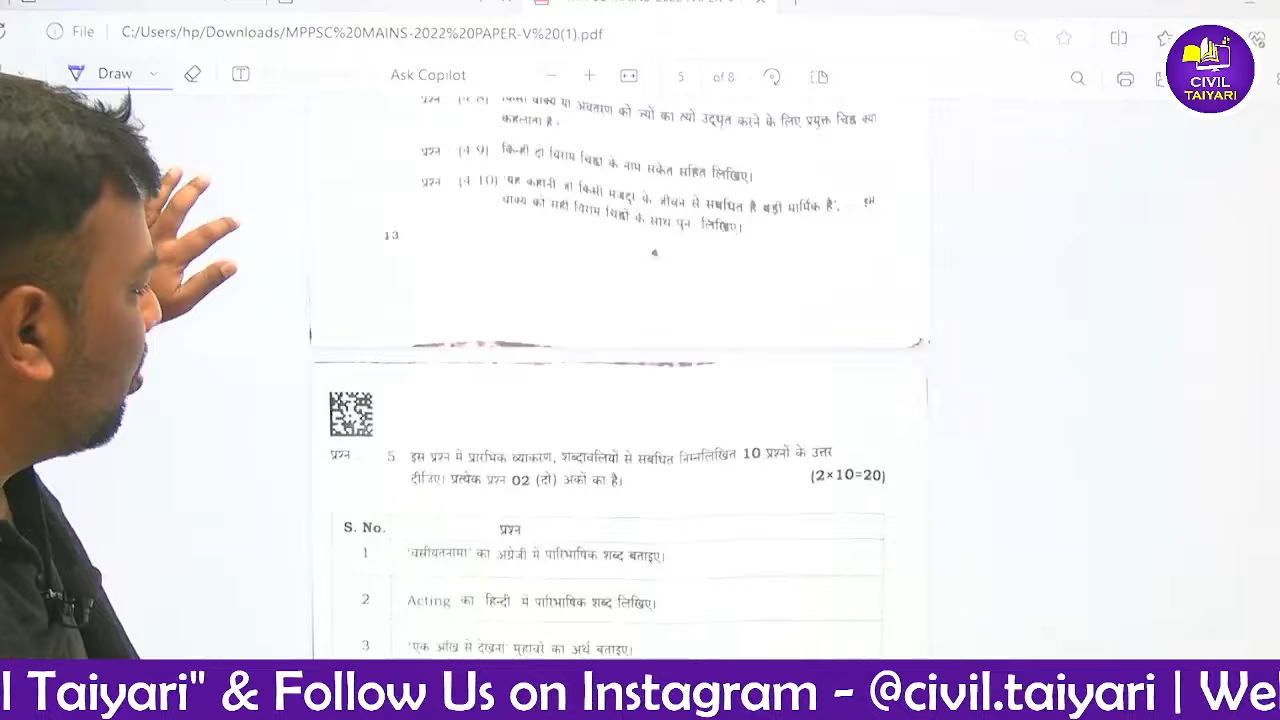 File C:/Users/hp/Downloads/MPPSC%20MAINS-2022%20PAPER-V%20(1).pdf
Draw
Ask Copilot
5 of 8
CIVIL
TAIYARI
किसी वाक्य या अवतरण को ज्यों का त्यों उद्धृत करने के लिए प्रयुक्त चिह्न क्या
कहलाता है
प्रश्न (4 9) किन्हीं दो विराम चिह्नों के नाम संकेत सहित लिखिए।
प्रश्न (4 10) 'यह कहानी जो किसी मजदूर के जीवन से संबंधित है बड़ी मार्मिक है'. इस
वाक्य को सही विराम चिह्नों के साथ पुन लिखिए।
13
प्रश्न 5 इस प्रश्न में प्रारंभिक व्याकरण, शब्दावलियों से संबंधित निम्नलिखित 10 प्रश्नों के उत्तर
दीजिए। प्रत्येक प्रश्न 02 (दो) अंकों का है। (2×10=20)
S. No. प्रश्न
1 'वसीयतनामा' का अंग्रेजी में पारिभाषिक शब्द बताइए।
2 Acting का हिन्दी में पारिभाषिक शब्द लिखिए।
3 'एक आँख से देखना' मुहावरे का अर्थ बताइए।
l Taiyari" & Follow Us on Instagram - @civil.taiyari | Wel